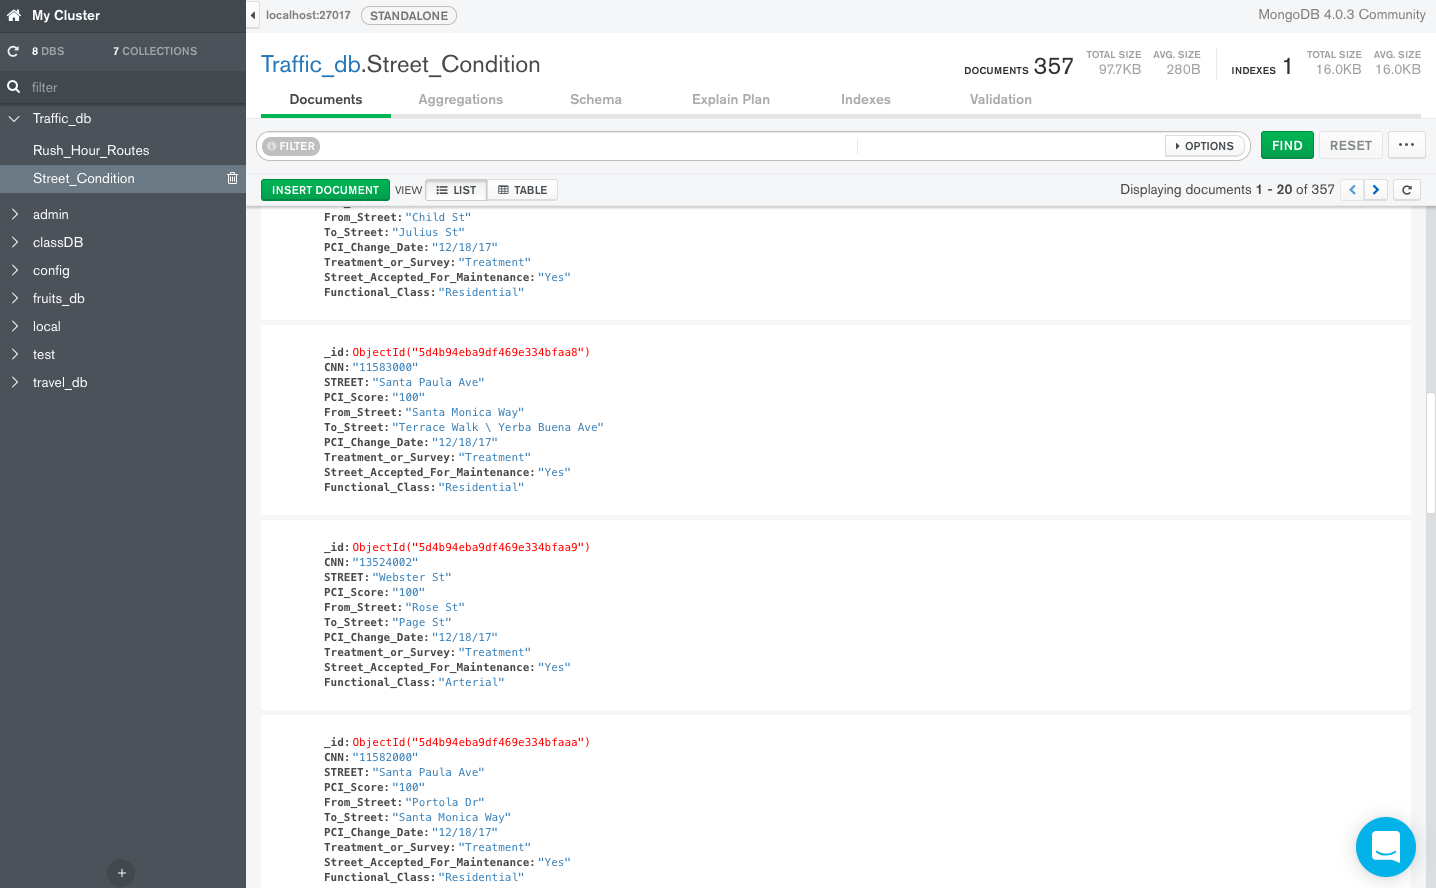 My Cluster
localhost:27017 STANDALONE
MongoDB 4.0.3 Community
8 DBS 7 COLLECTIONS
filter
Traffic_db
Rush_Hour_Routes
Street_Condition
admin
classDB
config
fruits_db
local
test
travel_db
+
Traffic_db.Street_Condition
DOCUMENTS 357 TOTAL SIZE 97.7KB AVG. SIZE 280B INDEXES 1 TOTAL SIZE 16.0KB AVG. SIZE 16.0KB
Documents Aggregations Schema Explain Plan Indexes Validation
FILTER OPTIONS FIND RESET ...
INSERT DOCUMENT VIEW LIST TABLE Displaying documents 1 - 20 of 357
From_Street: "Child St"
To_Street: "Julius St"
PCI_Change_Date: "12/18/17"
Treatment_or_Survey: "Treatment"
Street_Accepted_For_Maintenance: "Yes"
Functional_Class: "Residential"
_id: ObjectId("5d4b94eba9df469e334bfaa8")
CNN: "11583000"
STREET: "Santa Paula Ave"
PCI_Score: "100"
From_Street: "Santa Monica Way"
To_Street: "Terrace Walk \ Yerba Buena Ave"
PCI_Change_Date: "12/18/17"
Treatment_or_Survey: "Treatment"
Street_Accepted_For_Maintenance: "Yes"
Functional_Class: "Residential"
_id: ObjectId("5d4b94eba9df469e334bfaa9")
CNN: "13524002"
STREET: "Webster St"
PCI_Score: "100"
From_Street: "Rose St"
To_Street: "Page St"
PCI_Change_Date: "12/18/17"
Treatment_or_Survey: "Treatment"
Street_Accepted_For_Maintenance: "Yes"
Functional_Class: "Arterial"
_id: ObjectId("5d4b94eba9df469e334bfaaa")
CNN: "11582000"
STREET: "Santa Paula Ave"
PCI_Score: "100"
From_Street: "Portola Dr"
To_Street: "Santa Monica Way"
PCI_Change_Date: "12/18/17"
Treatment_or_Survey: "Treatment"
Street_Accepted_For_Maintenance: "Yes"
Functional_Class: "Residential"